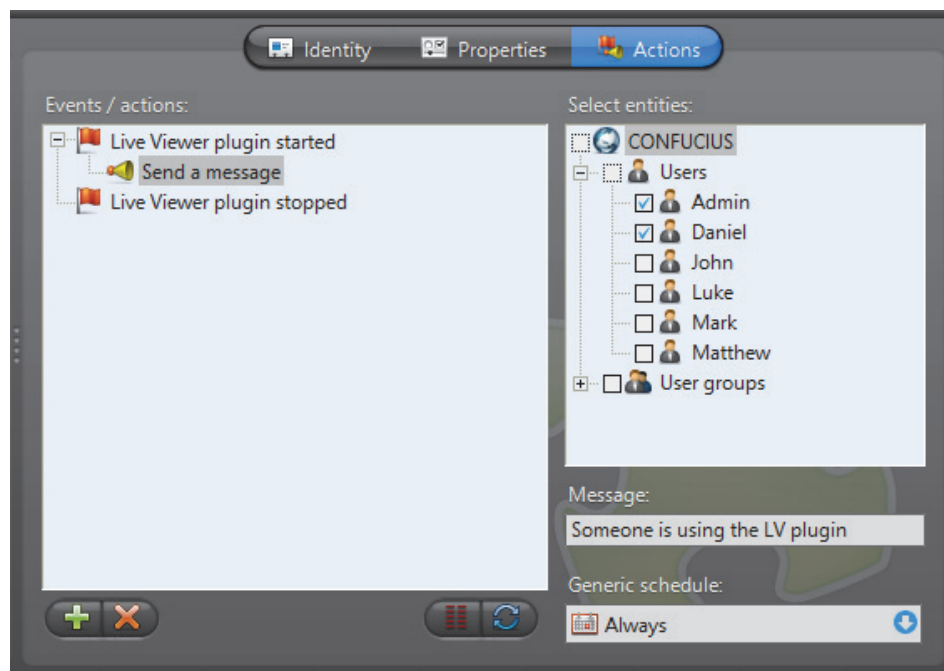 Identity Properties Actions
Events / actions:
Live Viewer plugin started
Send a message
Live Viewer plugin stopped
Select entities:
CONFUCIUS
Users
Admin
Daniel
John
Luke
Mark
Matthew
User groups
Message:
Someone is using the LV plugin
Generic schedule:
Always